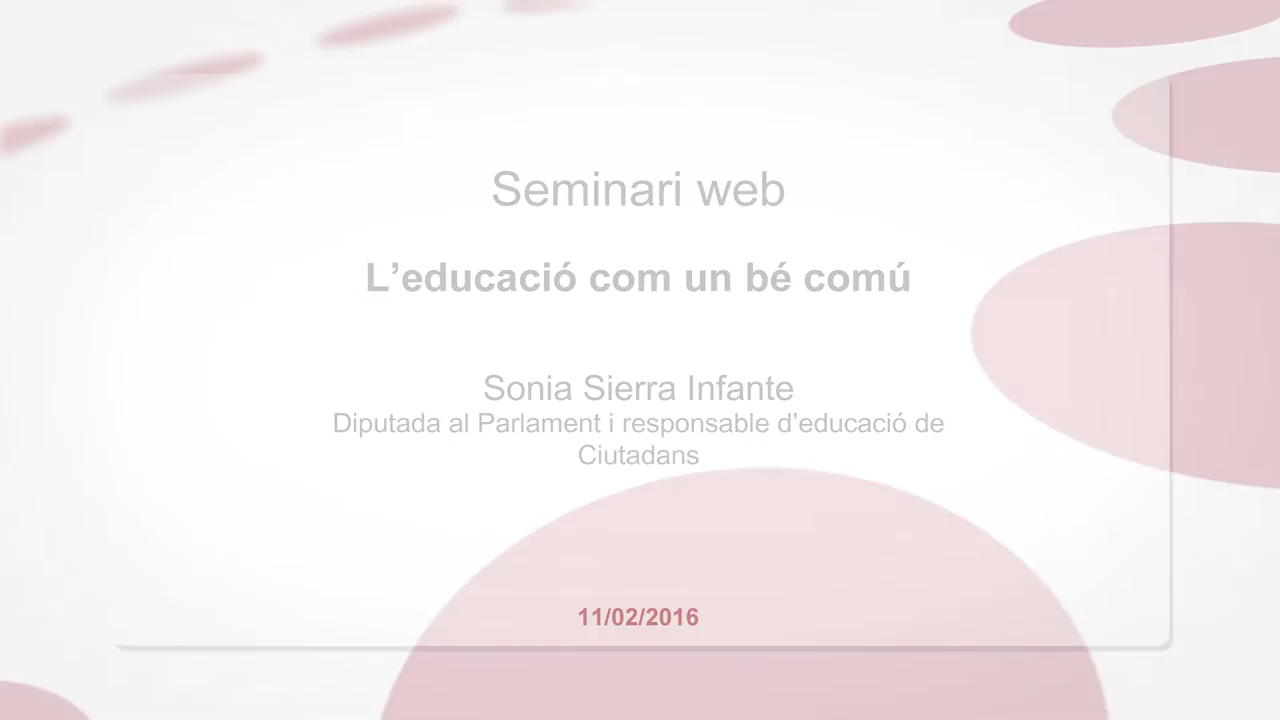 Seminari web
L’educació com un bé comú
Sonia Sierra Infante
Diputada al Parlament i responsable d’educació de
Ciutadans
11/02/2016